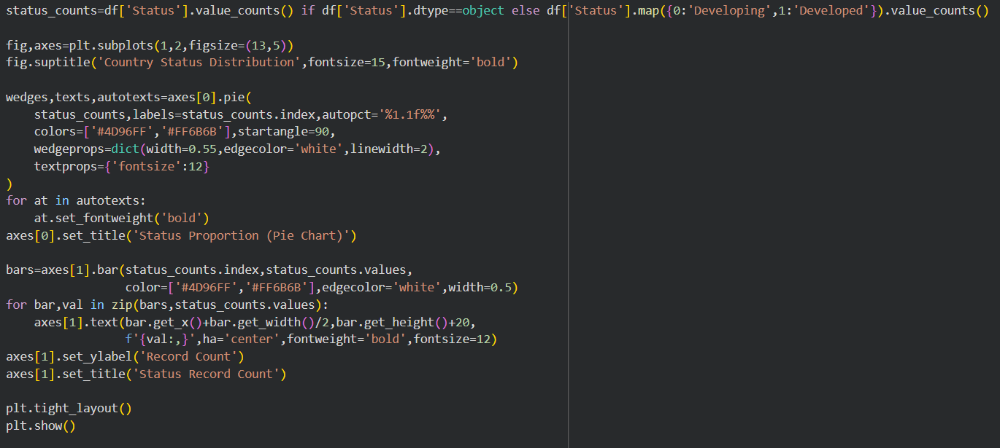 status_counts=df['Status'].value_counts() if df['Status'].dtype==object else df['Status'].map({0:'Developing',1:'Developed'}).value_counts()

fig,axes=plt.subplots(1,2,figsize=(13,5))
fig.suptitle('Country Status Distribution',fontsize=15,fontweight='bold')

wedges,texts,autotexts=axes[0].pie(
    status_counts,labels=status_counts.index,autopct='%1.1f%%',
    colors=['#4D96FF','#FF6B6B'],startangle=90,
    wedgeprops=dict(width=0.55,edgecolor='white',linewidth=2),
    textprops={'fontsize':12}
)
for at in autotexts:
    at.set_fontweight('bold')
axes[0].set_title('Status Proportion (Pie Chart)')

bars=axes[1].bar(status_counts.index,status_counts.values,
                 color=['#4D96FF','#FF6B6B'],edgecolor='white',width=0.5)
for bar,val in zip(bars,status_counts.values):
    axes[1].text(bar.get_x()+bar.get_width()/2,bar.get_height()+20,
                 f'{val:,}',ha='center',fontweight='bold',fontsize=12)
axes[1].set_ylabel('Record Count')
axes[1].set_title('Status Record Count')

plt.tight_layout()
plt.show()